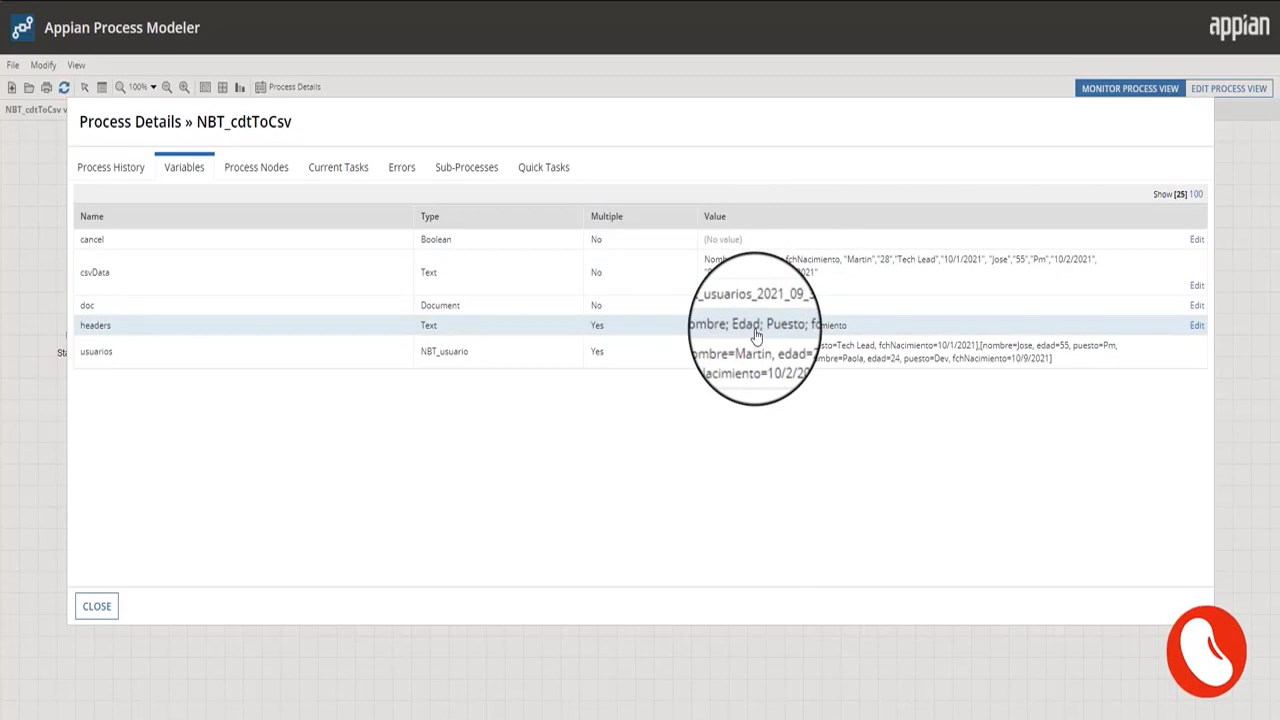 Appian Process Modeler
appian
File Modify View
100% Process Details
MONITOR PROCESS VIEW EDIT PROCESS VIEW
NBT_cdtToCsv
Process Details » NBT_cdtToCsv
Process History Variables Process Nodes Current Tasks Errors Sub-Processes Quick Tasks
Show [25] 100
Name Type Multiple Value
cancel Boolean No (No value) Edit
fchNacimiento, "Martin","28","Tech Lead","10/1/2021", "Jose","55","Pm","10/2/2021",
csvData Text No
Edit
_usuarios_2021_09_
doc Document No Edit
headers Text Yes Edad; Puesto; Edit
puesto=Tech Lead, fchNacimiento=10/1/2021],[nombre=Jose, edad=55, puesto=Pm,
usuarios NBT_usuario Yes ombre=Martin, edad=
lacimiento=10/2/20 mbre=Paola, edad=24, puesto=Dev, fchNacimiento=10/9/2021]
CLOSE